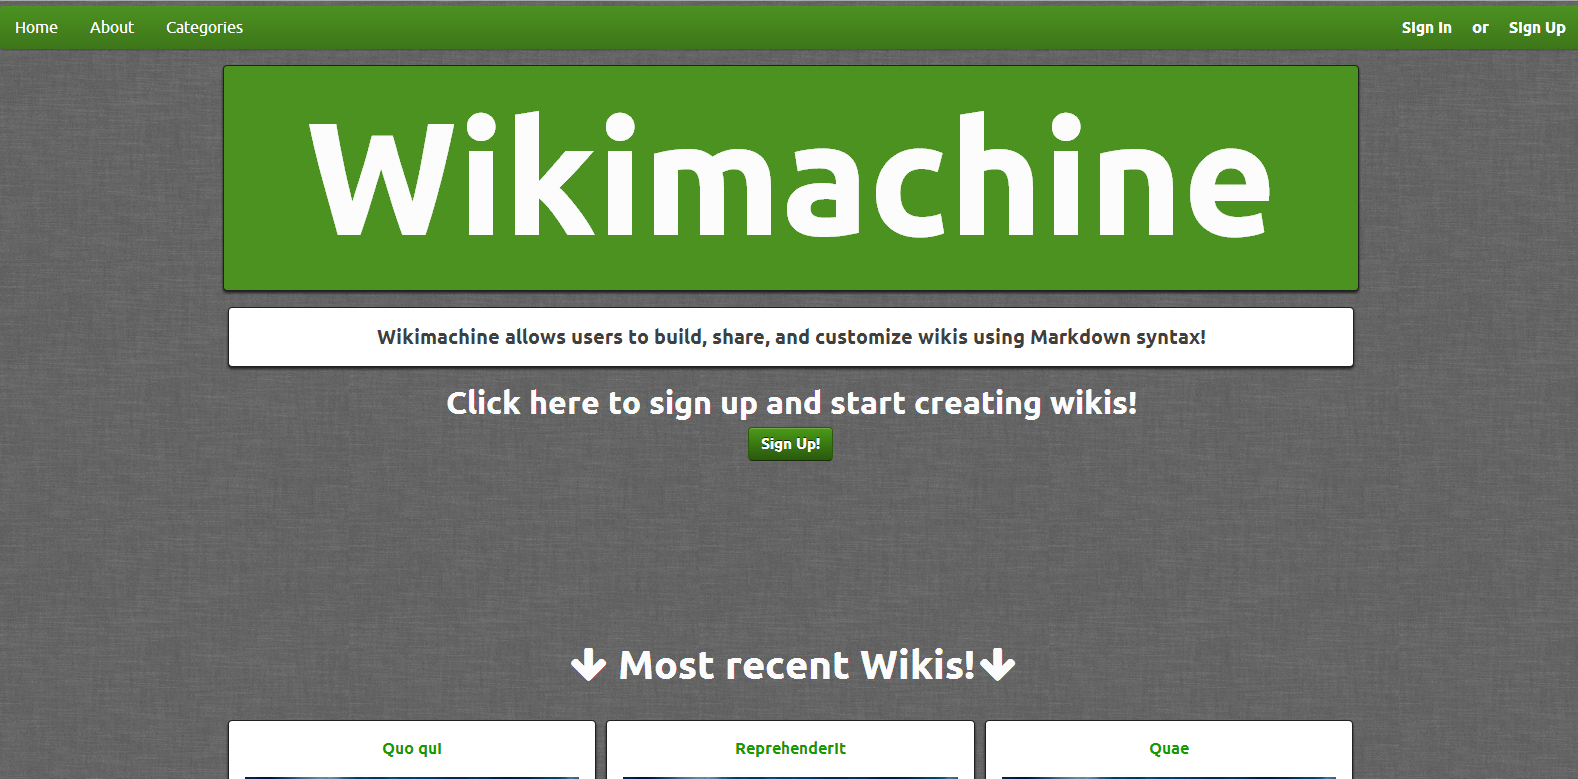 Home About Categories Sign In or Sign Up
Wikimachine
Wikimachine allows users to build, share, and customize wikis using Markdown syntax!
Click here to sign up and start creating wikis!
Sign Up!
Most recent Wikis!
Quo qui Reprehenderit Quae